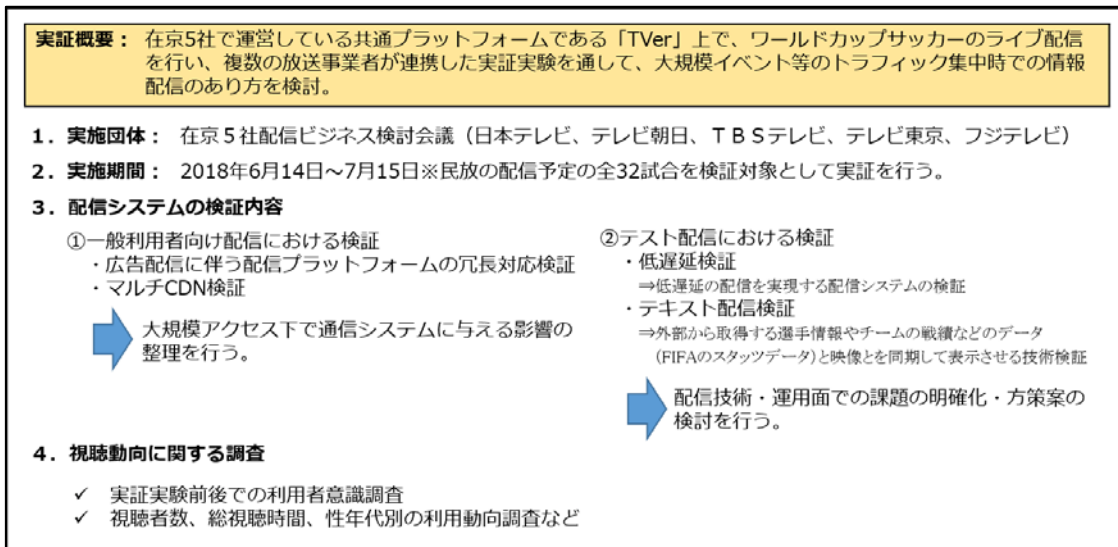 実証概要： 在京5社で運営している共通プラットフォームである「TVer」上で、ワールドカップサッカーのライブ配信
を行い、複数の放送事業者が連携した実証実験を通して、大規模イベント等のトラフィック集中時での情報
配信のあり方を検討。
１．実施団体： 在京５社配信ビジネス検討会議（日本テレビ、テレビ朝日、ＴＢＳテレビ、テレビ東京、フジテレビ）
２．実施期間： 2018年6月14日～7月15日※民放の配信予定の全32試合を検証対象として実証を行う。
３．配信システムの検証内容
①一般利用者向け配信における検証
・広告配信に伴う配信プラットフォームの冗長対応検証
・マルチCDN検証
大規模アクセス下で通信システムに与える影響の
整理を行う。
②テスト配信における検証
・低遅延検証
⇒低遅延の配信を実現する配信システムの検証
・テキスト配信検証
⇒外部から取得する選手情報やチームの戦績などのデータ
（FIFAのスタッツデータ）と映像とを同期して表示させる技術検証
配信技術・運用面での課題の明確化・方策案の
検討を行う。
４．視聴動向に関する調査
✓ 実証実験前後での利用者意識調査
✓ 視聴者数、総視聴時間、性年代別の利用動向調査など